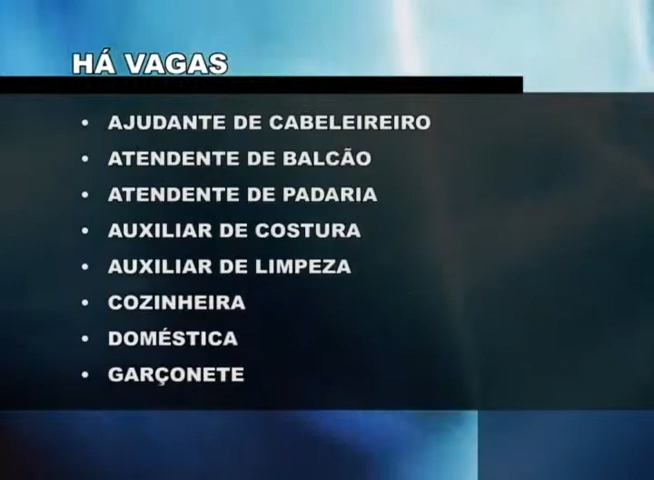 HÁ VAGAS
• AJUDANTE DE CABELEIREIRO
• ATENDENTE DE BALCÃO
• ATENDENTE DE PADARIA
• AUXILIAR DE COSTURA
• AUXILIAR DE LIMPEZA
• COZINHEIRA
• DOMÉSTICA
• GARÇONETE